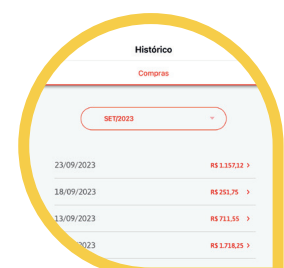 Histórico
Compras
SET/2023
23/09/2023 R$ 1.157,12 >
18/09/2023 R$ 251,75 >
13/09/2023 R$ 711,55 >
/2023 R$ 1.718,25 >